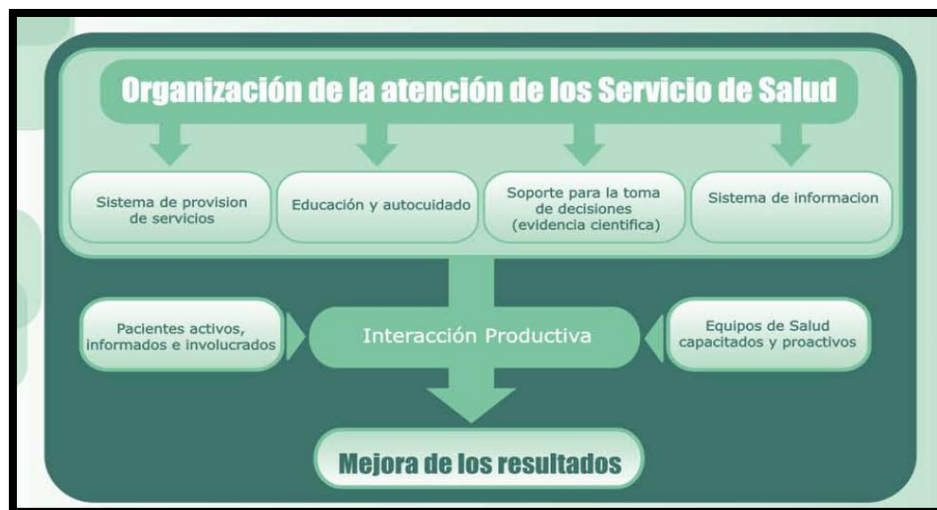 Organización de la atención de los Servicio de Salud
Sistema de provision
de servicios
Educación y autocuidado
Soporte para la toma
de decisiones
(evidencia cientifica)
Sistema de informacion
Pacientes activos,
informados e involucrados
Interacción Productiva
Equipos de Salud
capacitados y proactivos
Mejora de los resultados